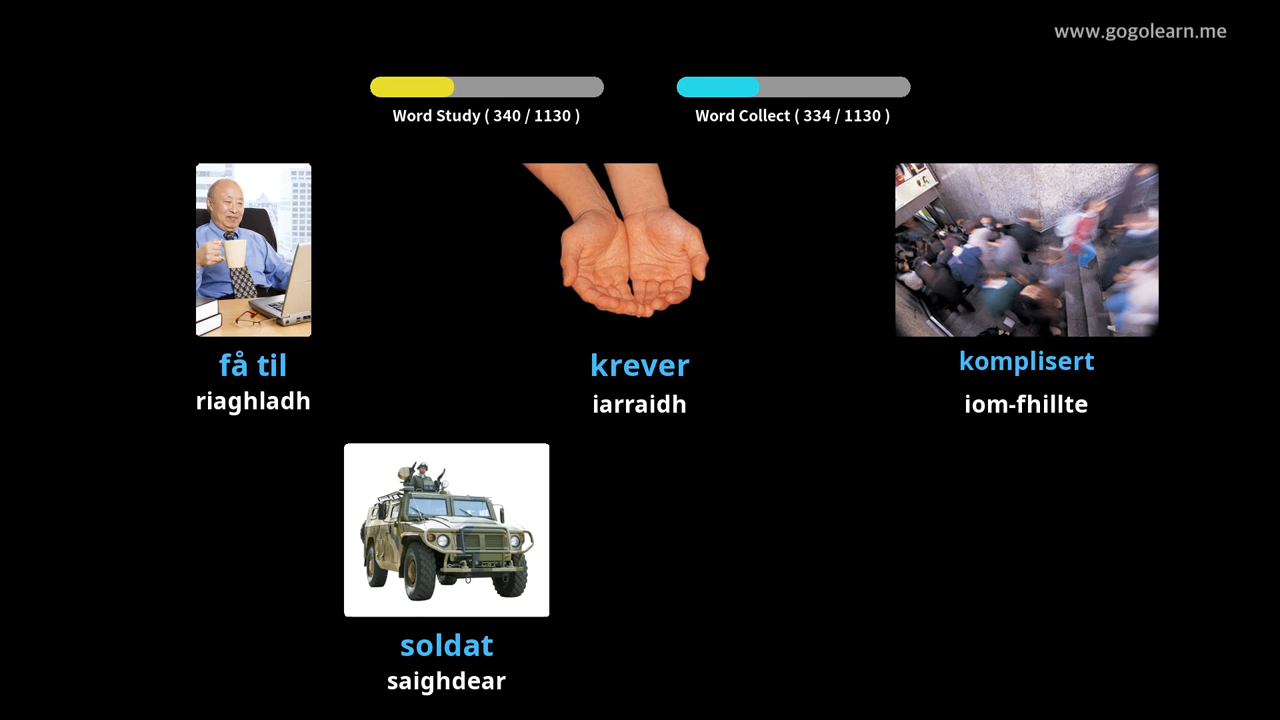 www.gogolearn.me
Word Study ( 340 / 1130 )
Word Collect ( 334 / 1130 )
få til
riaghladh
krever
iarraidh
komplisert
iom-fhillte
soldat
saighdear